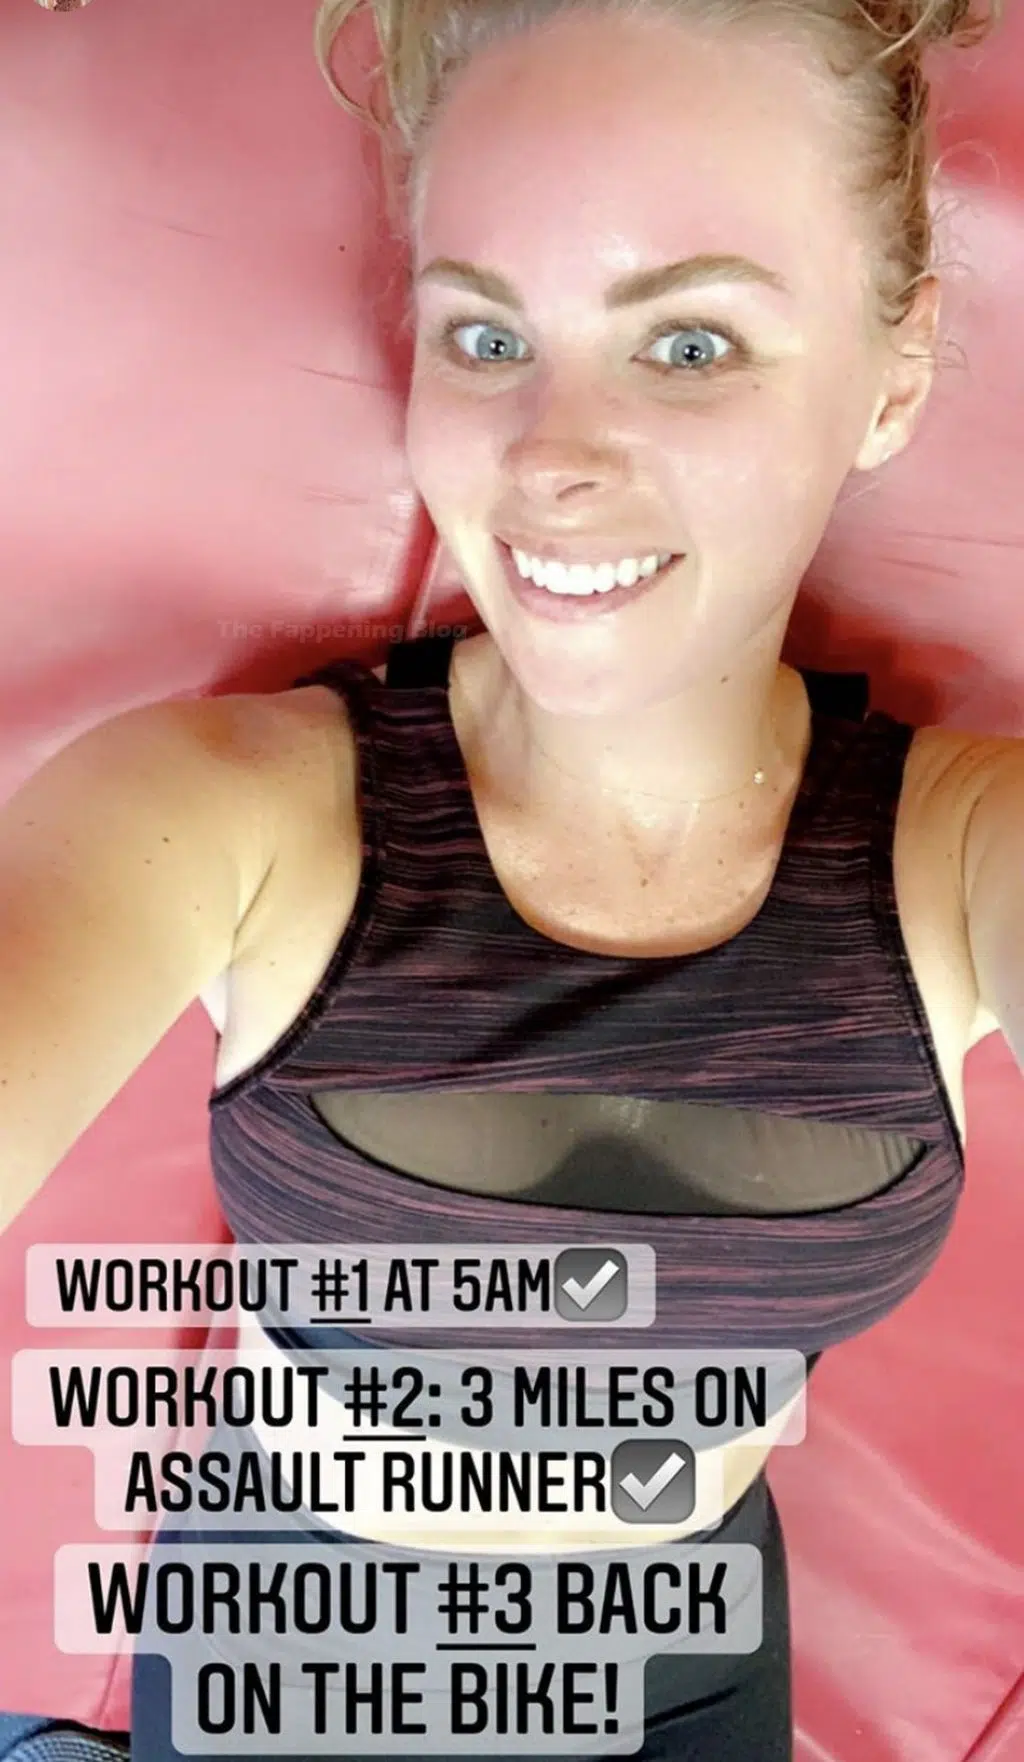 The Fappening Blog
WORKOUT #1 AT 5AM☑
WORKOUT #2: 3 MILES ON
ASSAULT RUNNER☑
WORKOUT #3 BACK
ON THE BIKE!